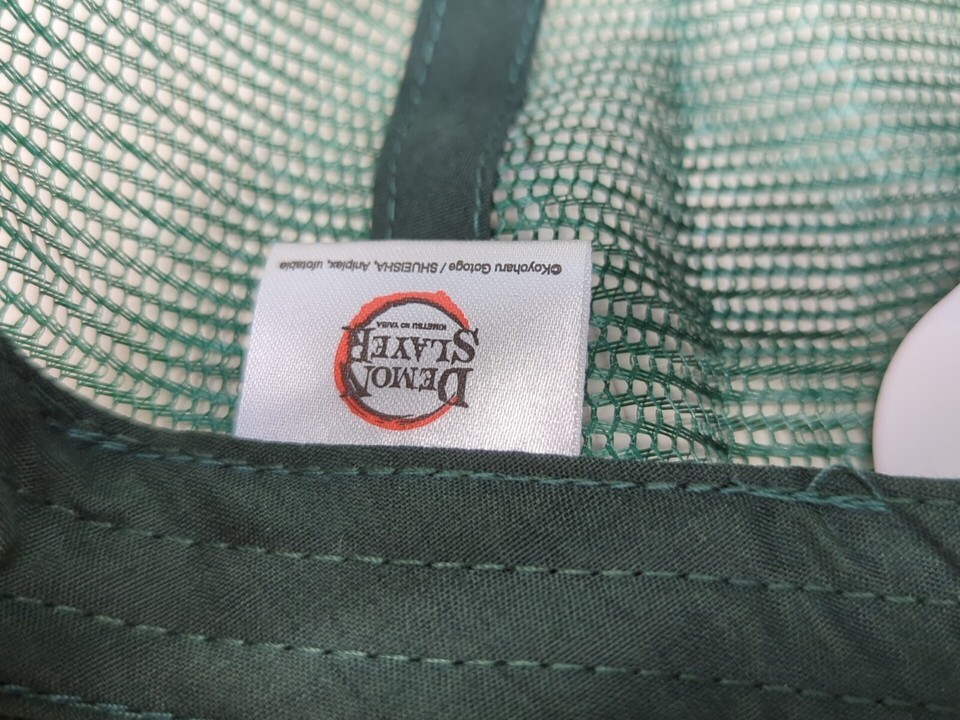 DEMON
SLAYER
KIMETSU NO YAIBA
©Koyoharu Gotoge / SHUEISHA, Aniplex, ufotable